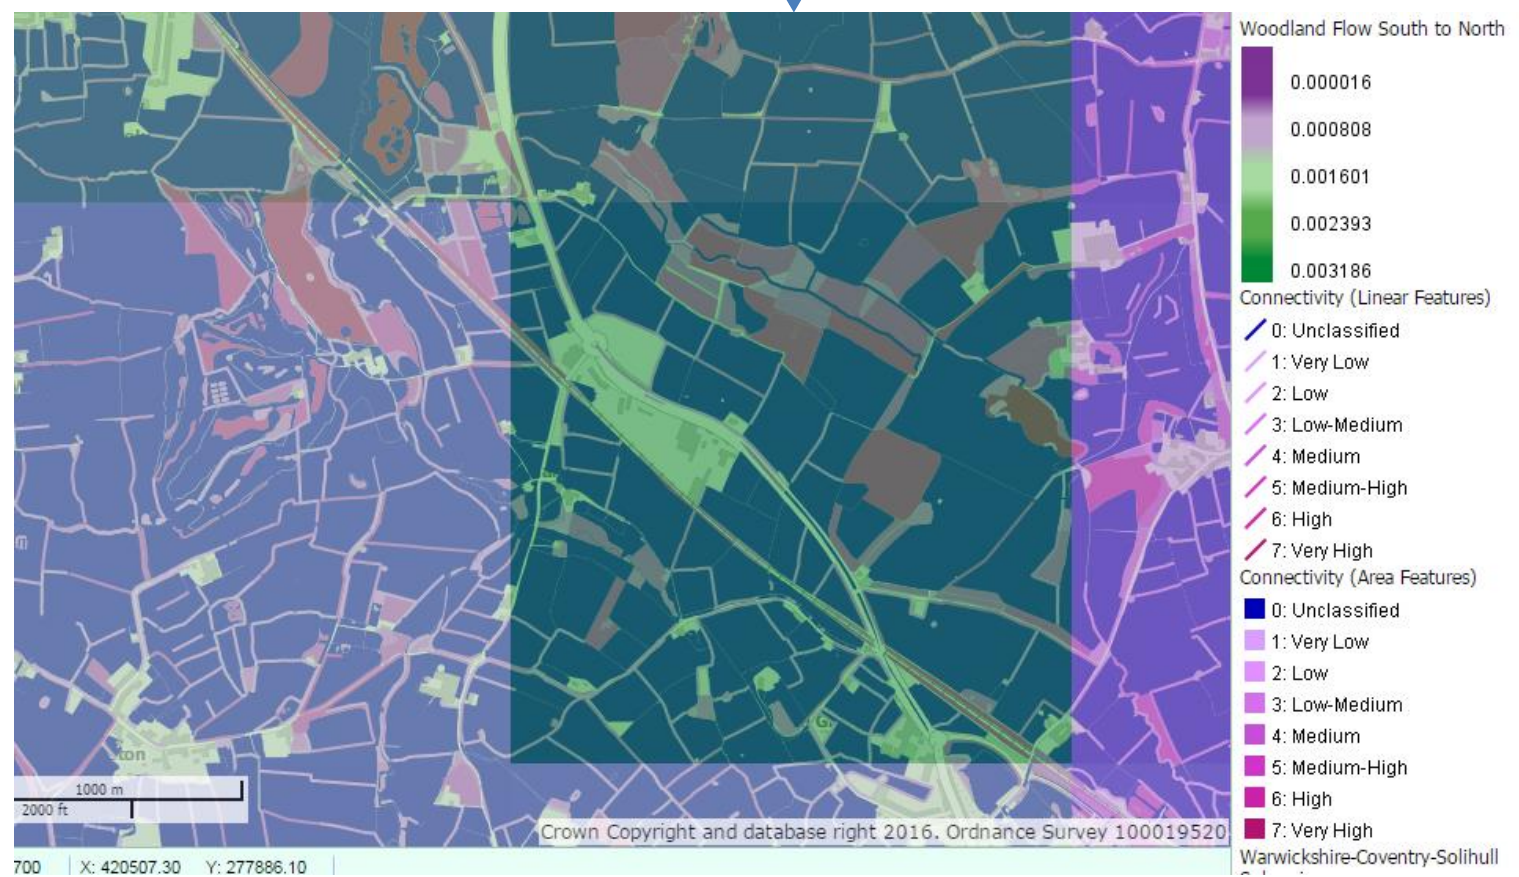 Woodland Flow South to North
0.000016
0.000808
0.001601
0.002393
0.003186
Connectivity (Linear Features)
0: Unclassified
1: Very Low
2: Low
3: Low-Medium
4: Medium
5: Medium-High
6: High
7: Very High
Connectivity (Area Features)
0: Unclassified
1: Very Low
2: Low
3: Low-Medium
4: Medium
5: Medium-High
6: High
7: Very High
Warwickshire-Coventry-Solihull
ton
G
1000 m
2000 ft
Crown Copyright and database right 2016. Ordnance Survey 100019520
700 X: 420507.30 Y: 277886.10